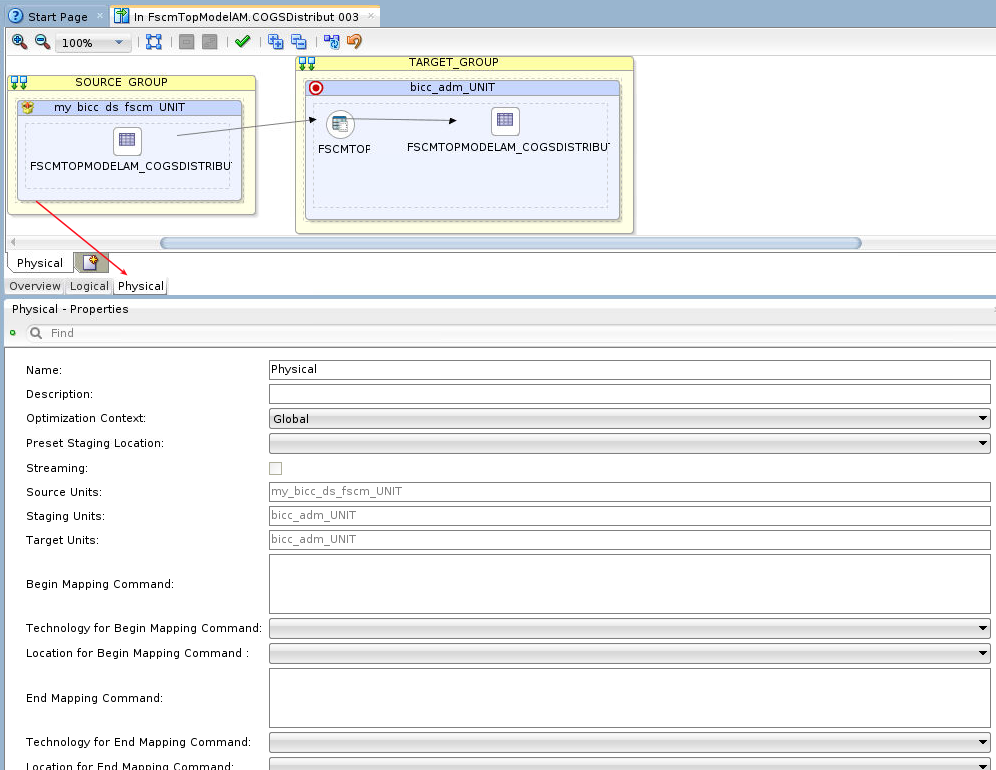 Start Page
In FscmTopModelAM.COGSDistribut 003
100%
TARGET_GROUP
SOURCE_GROUP
bicc_adm_UNIT
my_bicc_ds_fscm_UNIT
FSCMTOP
FSCMTOPMODELAM_COGSDISTRIBU
FSCMTOPMODELAM_COGSDISTRIBU
Physical
Overview
Logical
Physical
Physical - Properties
Find
Name:
Physical
Description:
Optimization Context:
Global
Preset Staging Location:
Streaming:
Source Units:
my_bicc_ds_fscm_UNIT
Staging Units:
bicc_adm_UNIT
Target Units:
bicc_adm_UNIT
Begin Mapping Command:
Technology for Begin Mapping Command:
Location for Begin Mapping Command :
End Mapping Command:
Technology for End Mapping Command:
Location for End Mapping Command: